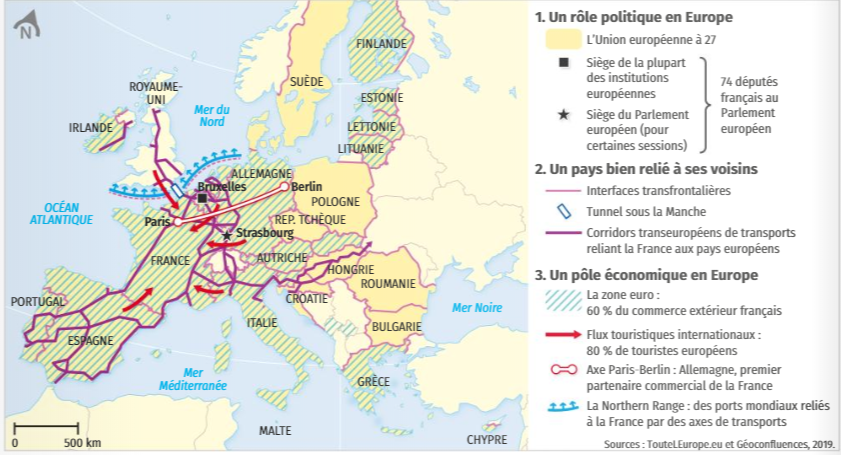 N
FINLANDE
SUÈDE
ROYAUME-
UNI
ESTONIE
Mer du
Nord
IRLANDE
LETTONIE
LITUANIE
ALLEMAGNE
Bruxelles
Berlin
OCÉAN
ATLANTIQUE
POLOGNE
Paris
RÉP. TCHÈQUE
Strasbourg
FRANCE
AUTRICHE
HONGRIE
ROUMANIE
PORTUGAL
CROATIE
Mer Noire
ITALIE
BULGARIE
ESPAGNE
Mer
Méditerranée
GRÈCE
MALTE
CHYPRE
0
500 km
1. Un rôle politique en Europe
L'Union européenne à 27
Siège de la plupart
des institutions
européennes
Siège du Parlement
européen (pour
certaines sessions)
74 députés
français au
Parlement
européen
2. Un pays bien relié à ses voisins
Interfaces transfrontalières
Tunnel sous la Manche
Corridors transeuropéens de transports
reliant la France aux pays européens
3. Un pôle économique en Europe
La zone euro :
60 % du commerce extérieur français
Flux touristiques internationaux :
80 % de touristes européens
Axe Paris-Berlin : Allemagne, premier
partenaire commercial de la France
La Northern Range : des ports mondiaux reliés
à la France par des axes de transports
Sources : TouteLEurope.eu et Géoconfluences, 2019.